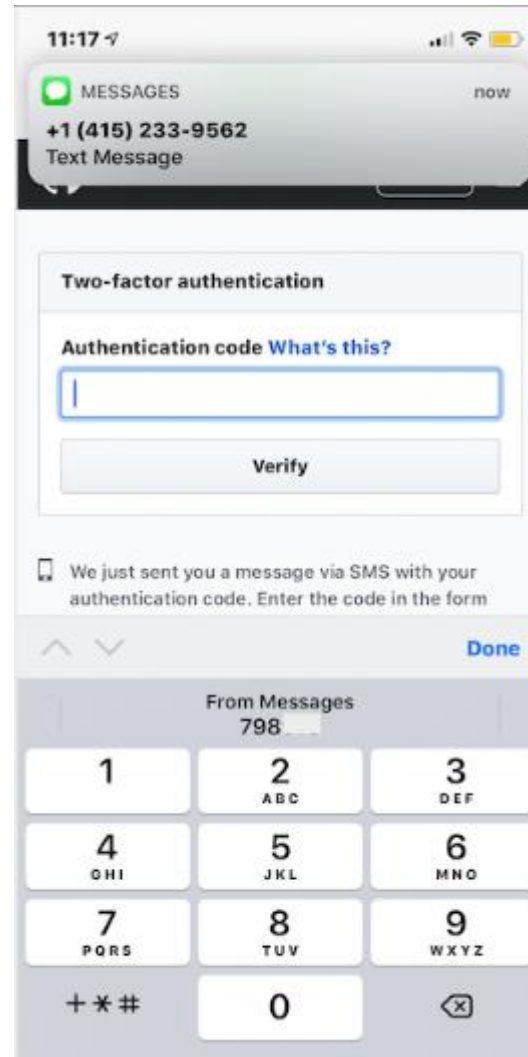 11:17
MESSAGES
now
+1 (415) 233-9562
Text Message
Two-factor authentication
Authentication code What's this?
Verify
We just sent you a message via SMS with your
authentication code. Enter the code in the form
Done
From Messages
798
1
2
ABC
3
DEF
4
GHI
5
JKL
6
MNO
7
PQRS
8
TUV
9
WXYZ
+*#
0